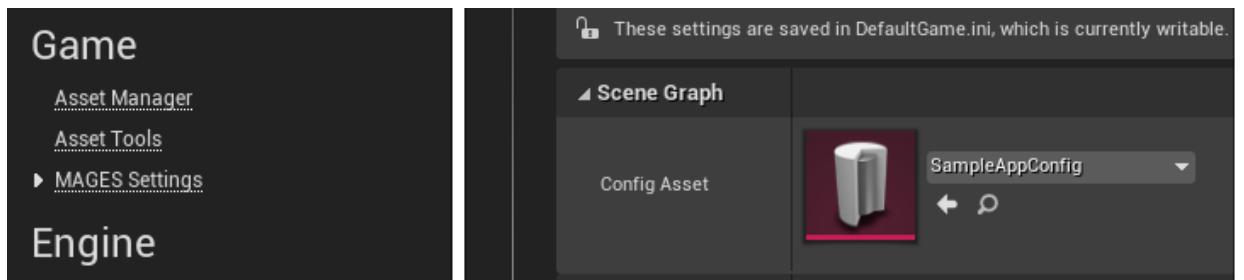 Game
Asset Manager
Asset Tools
MAGES Settings
Engine
These settings are saved in DefaultGame.ini, which is currently writable.
Scene Graph
Config Asset
SampleAppConfig